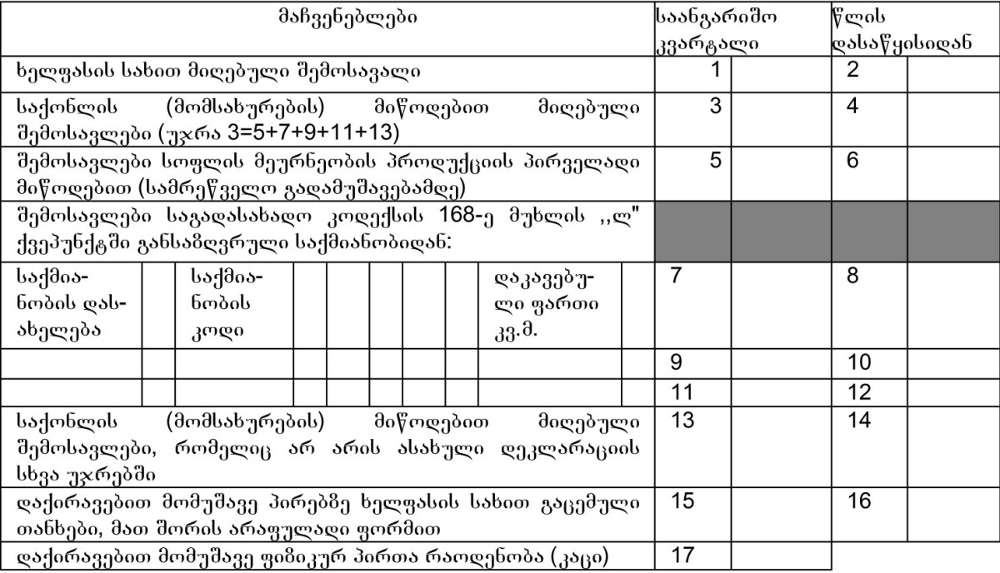 მაჩვენებლები
საანგარიშო კვარტალი
წლის დასაწყისიდან
ხელფასის სახით მიღებული შემოსავალი 1 2
საქონლის (მომსახურების) მიწოდებით მიღებული 3 4
შემოსავლები (უჯრა 3=5+7+9+11+13)
შემოსავლები სოფლის მეურნეობის პროდუქციის პირველადი 5 6
მიწოდებით (სამრეწველო გადამუშავებამდე)
შემოსავლები საგადასახადო კოდექსის 168-ე მუხლის ,,ლ"
ქვეპუნქტში განსაზღვრული საქმიანობიდან:
საქმია- საქმია- დაკავებუ- 7 8
ნობის დას- ნობის ლი ფართი
ახელება კოდი კვ.მ.
9 10
11 12
საქონლის (მომსახურების) მიწოდებით მიღებული 13 14
შემოსავლები, რომელიც არ არის ასახული დეკლარაციის
სხვა უჯრებში
დაქირავებით მომუშავე პირებზე ხელფასის სახით გაცემული 15 16
თანხები, მათ შორის არაფულადი ფორმით
დაქირავებით მომუშავე ფიზიკურ პირთა რაოდენობა (კაცი) 17